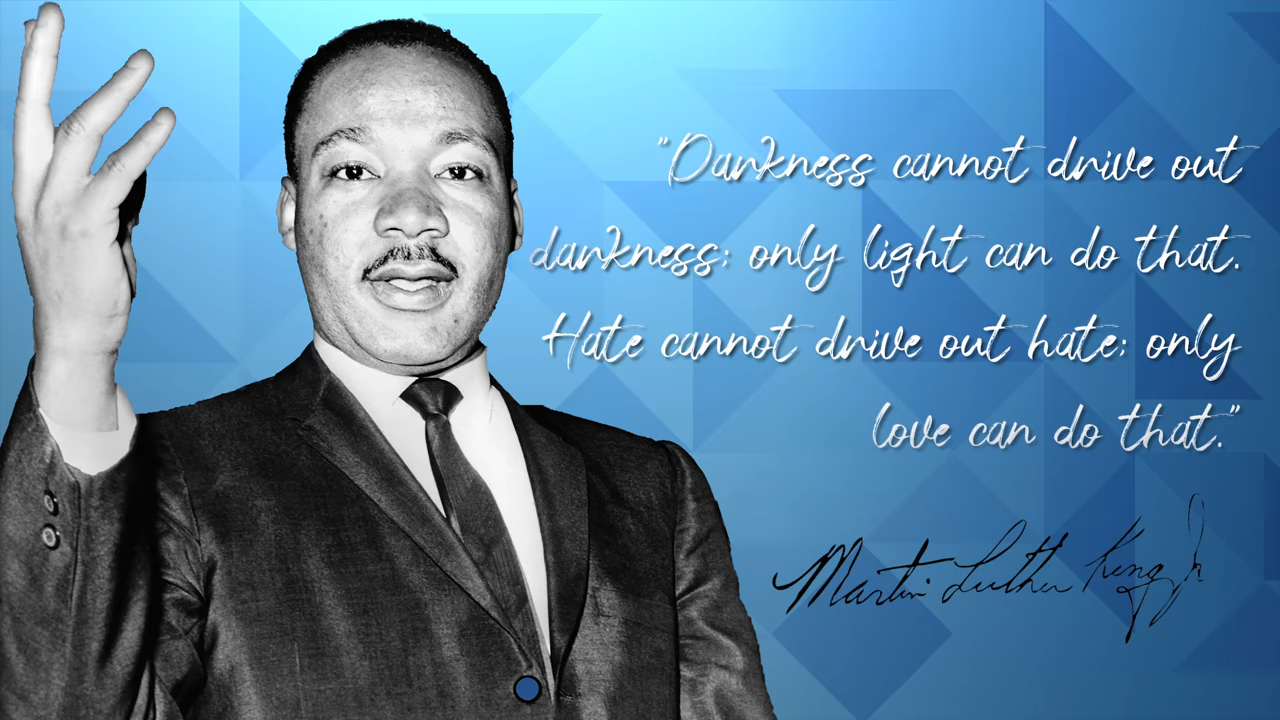 "Darkness cannot drive out
darkness; only light can do that.
Hate cannot drive out hate; only
love can do that."
Martin Luther King Jr